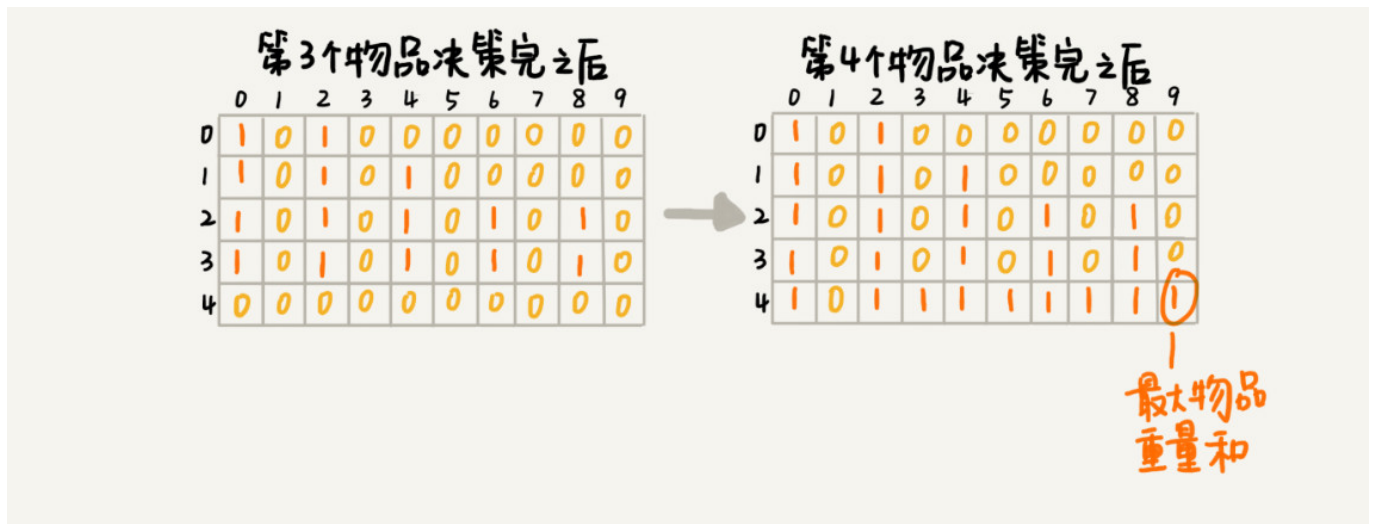 第3个物品决策完之后
0 1 2 3 4 5 6 7 8 9
0 1 0 1 0 0 0 0 0 0 0
1 1 0 1 0 1 0 0 0 0 0
2 1 0 1 0 1 0 1 0 1 0
3 1 0 1 0 1 0 1 0 1 0
4 0 0 0 0 0 0 0 0 0 0
第4个物品决策完之后
0 1 2 3 4 5 6 7 8 9
0 1 0 1 0 0 0 0 0 0 0
1 1 0 1 0 1 0 0 0 0 0
2 1 0 1 0 1 0 1 0 1 0
3 1 0 1 0 1 0 1 0 1 0
4 1 0 1 1 1 1 1 1 1 1
最大物品
重量和